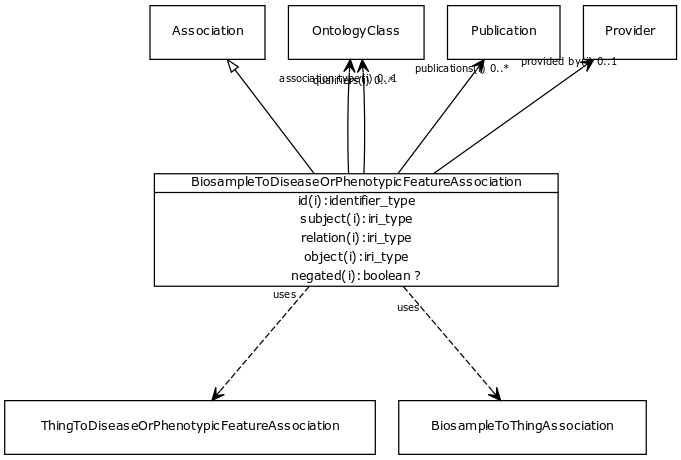 Association
OntologyClass
Publication
Provider
provided by(i) 0..1
publications(i) 0..*
association type(i) 0..1
qualifiers(i) 0..*
BiosampleToDiseaseOrPhenotypicFeatureAssociation
id(i):identifier_type
subject(i):iri_type
relation(i):iri_type
object(i):iri_type
negated(i):boolean ?
uses
uses
ThingToDiseaseOrPhenotypicFeatureAssociation
BiosampleToThingAssociation